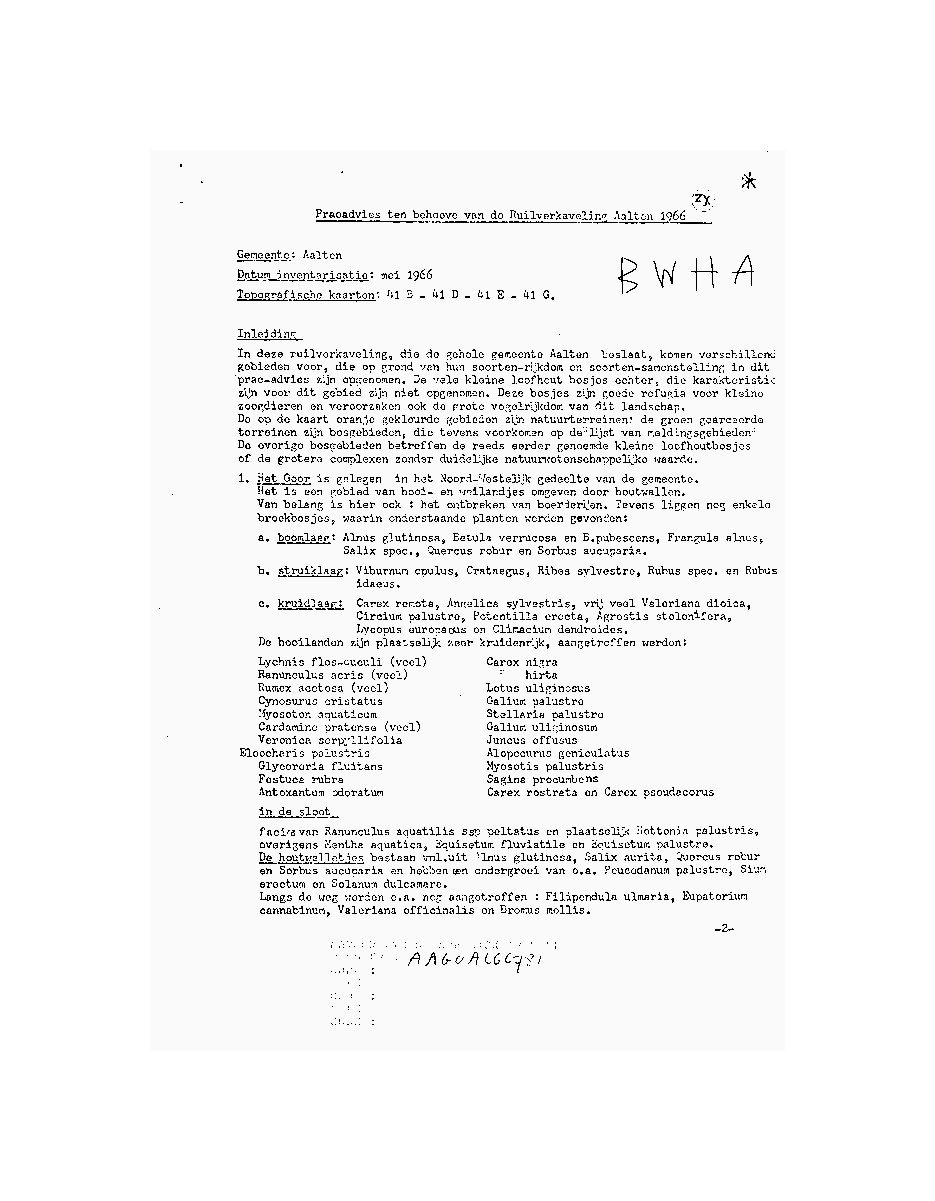 *
ZX
Praeadvies ten behoeve van de Ruilverkaveling Aalten 1966
Gemeente: Aalten
Datum inventarisatie: mei 1966
BWHA
Topografische kaarten: 41 B - 41 D - 41 E - 41 G.
Inleiding
In deze ruilverkaveling, die de gehele gemeente Aalten beslaat, komen verschillend
gebieden voor, die op grond van hun soorten-rijkdom en soorten-samenstelling in dit
prae-advies zijn opgenomen. De vele kleine loofhout bosjes echter, die karakteristic
zijn voor dit gebied zijn niet opgenomen. Deze bosjes zijn goede refugia voor kleine
zoogdieren en veroorzaken ook de grote vogelrijkdom van dit landschap.
De op de kaart oranje gekleurde gebieden zijn natuurterreinen: de groen gearceerde
terreinen zijn bosgebieden, die tevens voorkomen op de "lijst van meldingsgebieden"
De overige bosgebieden betreffen de reeds eerder genoemde kleine loofhoutbosjes
of de grotere complexen zonder duidelijke natuurwetenschappelijke waarde.
1. Het Goor is gelegen in het Noord-Westelijk gedeelte van de gemeente.
Het is een gebied van hooi- en weilandjes omgeven door houtwallen.
Van belang is hier ook : het ontbreken van boerderijen. Tevens liggen nog enkele
broekbosjes, waarin onderstaande planten werden gevonden:
a. boomlaag: Alnus glutinosa, Betula verrucosa en B.pubescens, Frangula alnus,
Salix spec., Quercus robur en Sorbus aucuparia.
b. struiklaag: Viburnum opulus, Crataegus, Ribes sylvestre, Rubus spec. en Rubus
idaeus.
c. kruidlaag: Carex remota, Angelica sylvestris, vrij veel Valeriana dioica,
Circium palustre, Potentilla erecta, Agrostis stolonifera,
Lycopus europaeus en Climacium dendroides.
De hooilanden zijn plaatselijk zeer kruidenrijk, aangetroffen werden:
Lychnis flos-cuculi (veel) Carex nigra
Ranunculus acris (veel) " hirta
Rumex acetosa (veel) Lotus uliginosus
Cynosurus cristatus Galium palustre
Myosoton aquaticum Stellaria palustre
Cardamine pratense (veel) Galium uliginosum
Veronica serpyllifolia Juncus effusus
Eleocharis palustris Alopecurus geniculatus
Glyceraria fluitans Myosotis palustris
Festuca rubra Sagina procumbens
Antoxantum odoratum Carex rostrata en Carex pseudacorus
in de sloot
facies van Ranunculus aquatilis ssp peltatus en plaatselijk Hottonia palustris,
overigens Mentha aquatica, Equisetum fluviatile en Equisetum palustre.
De houtwalletjes bestaan vnl.uit Alnus glutinosa, Salix aurita, Quercus robur
en Sorbus aucuparia en hebben een ondergroei van o.a. Peucedanum palustre, Sium
erectum en Solanum dulcamare.
Langs de weg worden o.a. nog aangetroffen : Filipendula ulmaria, Eupatorium
cannabinum, Valeriana officinalis en Bromus mollis.
-2-